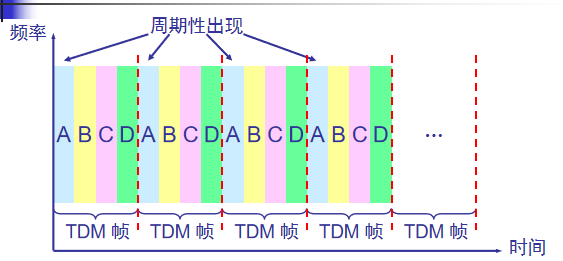 频率
周期性出现
A B C D A B C D A B C D A B C D ...
TDM 帧 TDM 帧 TDM 帧 TDM 帧 TDM 帧
时间